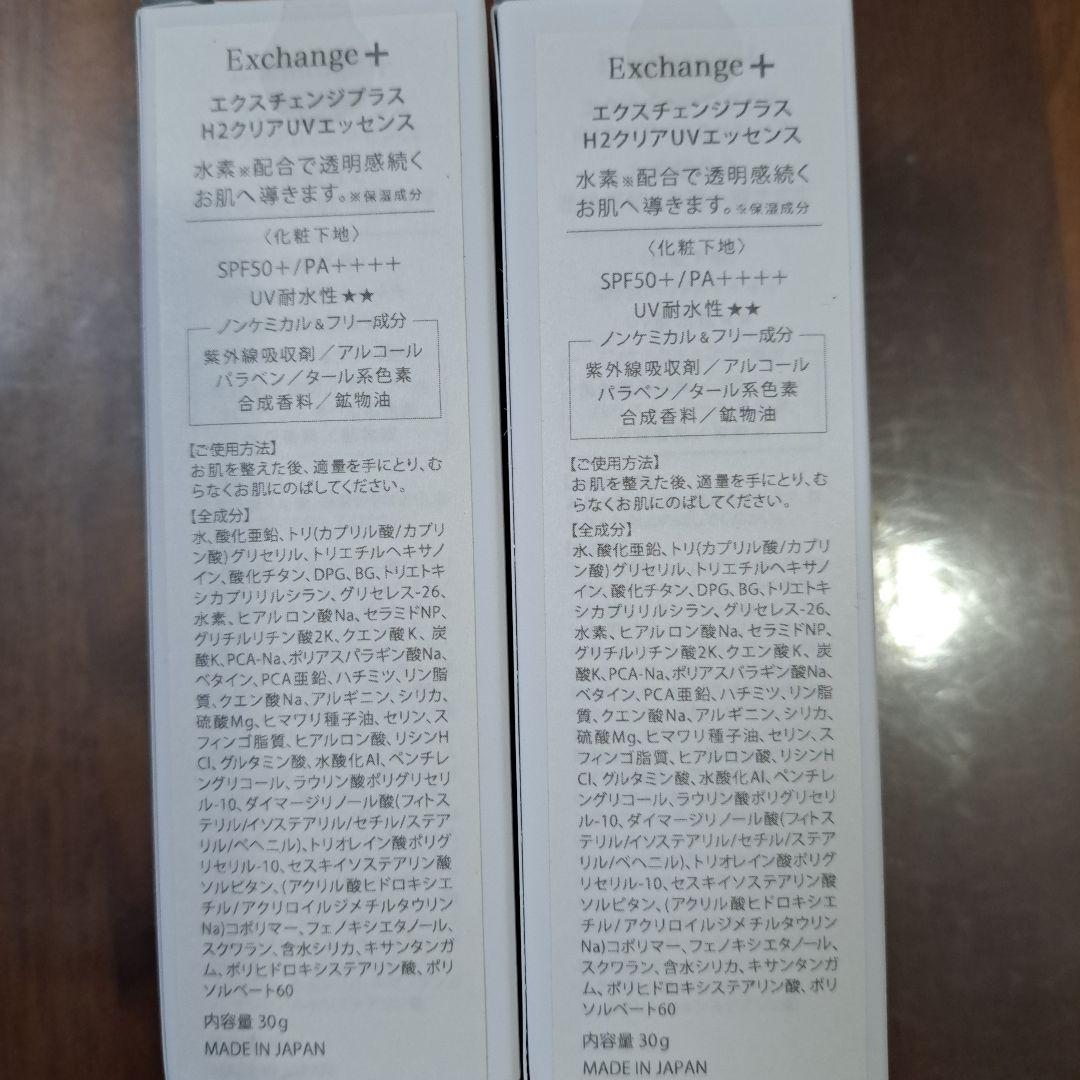 Exchange+
エクスチェンジプラス
H2クリアUVエッセンス
水素※配合で透明感続く
お肌へ導きます。※保湿成分
〈化粧下地〉
SPF50+/PA++++
UV耐水性★★
ノンケミカル&フリー成分
紫外線吸収剤/アルコール
パラベン/タール系色素
合成香料/鉱物油
【ご使用方法】
お肌を整えた後、適量を手にとり、む
らなくお肌にのばしてください。
【全成分】
水、酸化亜鉛、トリ(カプリル酸/カプリ
ン酸)グリセリル、トリエチルヘキサノ
イン、酸化チタン、DPG、BG、トリエトキ
シカプリリルシラン、グリセレス-26、
水素、ヒアルロン酸Na、セラミドNP、
グリチルリチン酸2K、クエン酸K、炭
酸K、PCA-Na、ポリアスパラギン酸Na、
ベタイン、PCA亜鉛、ハチミツ、リン脂
質、クエン酸Na、アルギニン、シリカ、
硫酸Mg、ヒマワリ種子油、セリン、ス
フィンゴ脂質、ヒアルロン酸、リシンH
Cl、グルタミン酸、水酸化Al、ペンチレ
ングリコール、ラウリン酸ポリグリセリ
ル-10、ダイマージリノール酸(フィトス
テリル/イソステアリル/セチル/ステア
リル/ベヘニル)、トリオレイン酸ポリグ
リセリル-10、セスキイソステアリン酸
ソルビタン、(アクリル酸ヒドロキシエ
チル/アクリロイルジメチルタウリン
Na)コポリマー、フェノキシエタノール、
スクワラン、含水シリカ、キサンタンガ
ム、ポリヒドロキシステアリン酸、ポリ
ソルベート60
内容量 30g
MADE IN JAPAN
Exchange+
エクスチェンジプラス
H2クリアUVエッセンス
水素※配合で透明感続く
お肌へ導きます。※保湿成分
〈化粧下地〉
SPF50+/PA++++
UV耐水性★★
ノンケミカル&フリー成分
紫外線吸収剤/アルコール
パラベン/タール系色素
合成香料/鉱物油
【ご使用方法】
お肌を整えた後、適量を手にとり、む
らなくお肌にのばしてください。
【全成分】
水、酸化亜鉛、トリ(カプリル酸/カプリ
ン酸)グリセリル、トリエチルヘキサノ
イン、酸化チタン、DPG、BG、トリエトキ
シカプリリルシラン、グリセレス-26、
水素、ヒアルロン酸Na、セラミドNP、
グリチルリチン酸2K、クエン酸K、炭
酸K、PCA-Na、ポリアスパラギン酸Na、
ベタイン、PCA亜鉛、ハチミツ、リン脂
質、クエン酸Na、アルギニン、シリカ、
硫酸Mg、ヒマワリ種子油、セリン、ス
フィンゴ脂質、ヒアルロン酸、リシンH
Cl、グルタミン酸、水酸化Al、ペンチレ
ングリコール、ラウリン酸ポリグリセリ
ル-10、ダイマージリノール酸(フィトス
テリル/イソステアリル/セチル/ステア
リル/ベヘニル)、トリオレイン酸ポリグ
リセリル-10、セスキイソステアリン酸
ソルビタン、(アクリル酸ヒドロキシエ
チル/アクリロイルジメチルタウリン
Na)コポリマー、フェノキシエタノール、
スクワラン、含水シリカ、キサンタンガ
ム、ポリヒドロキシステアリン酸、ポリ
ソルベート60
内容量 30g
MADE IN JAPAN